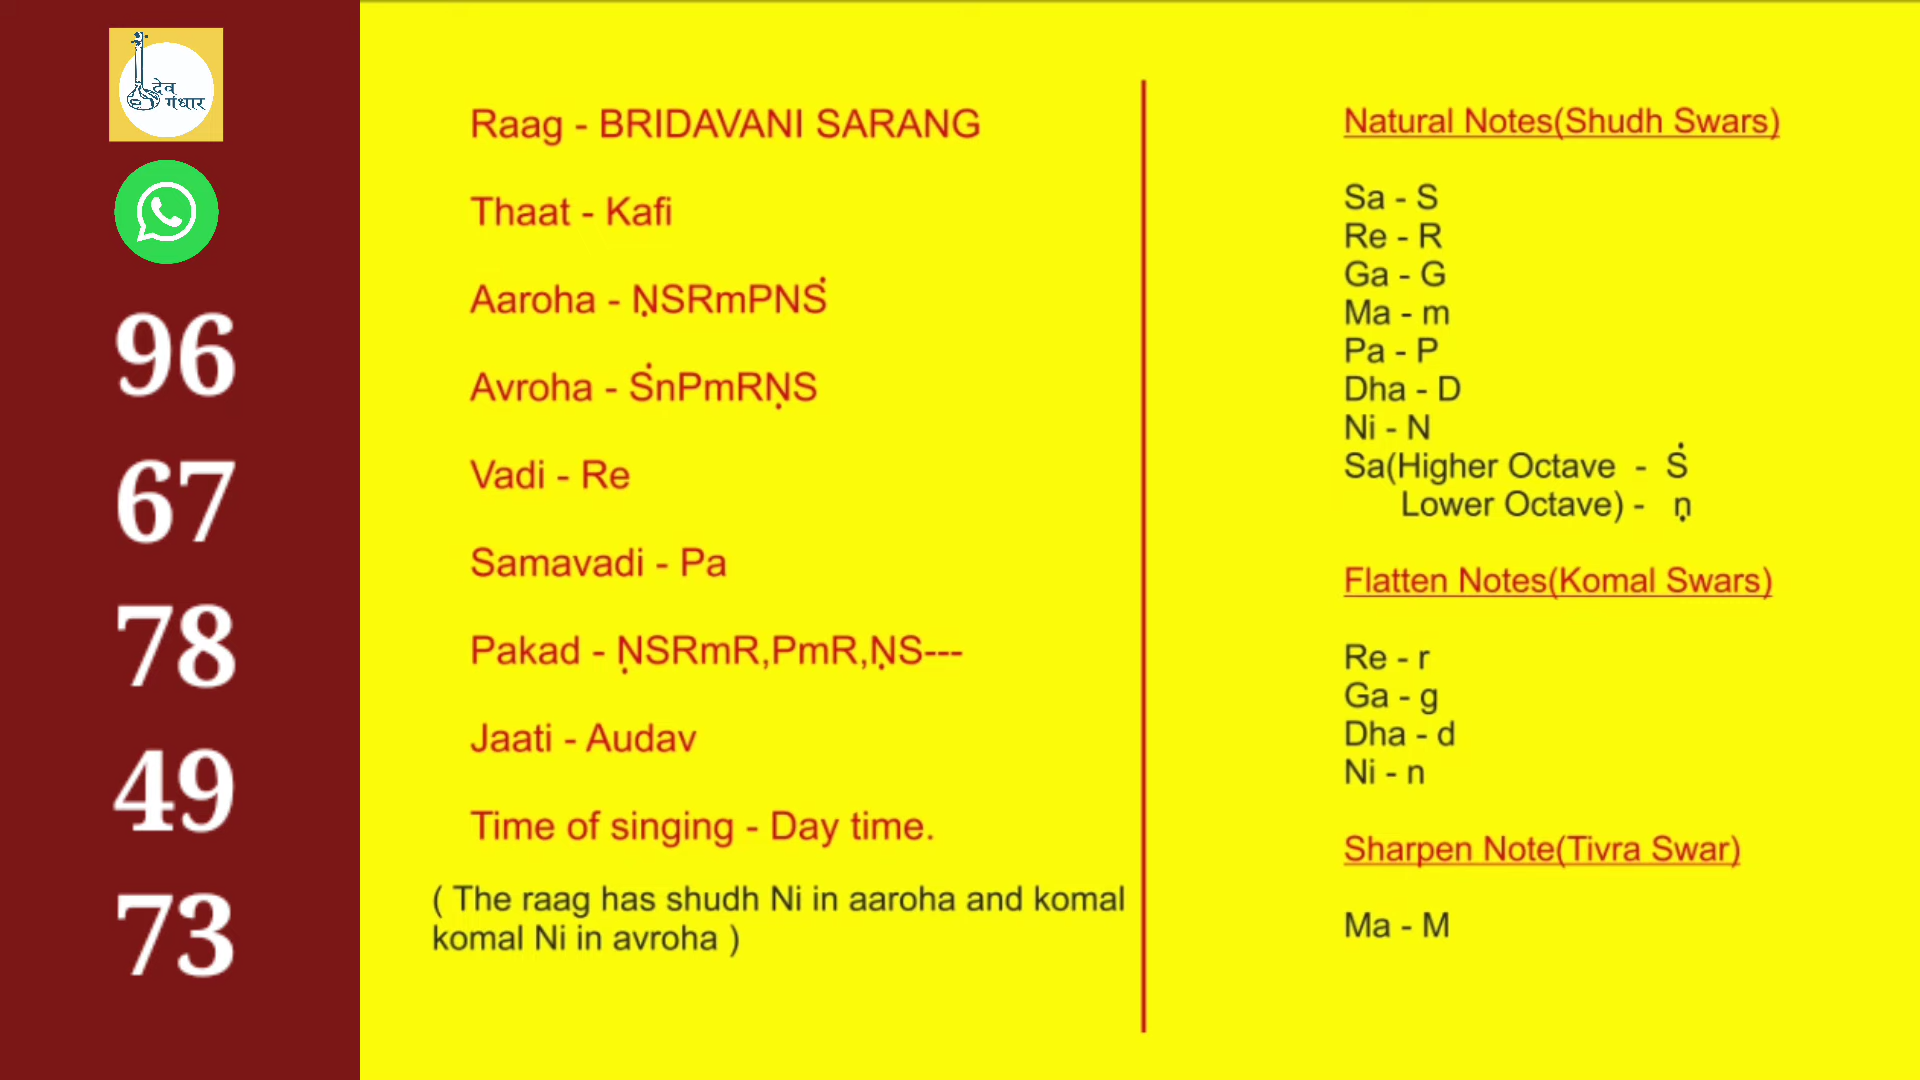 देव
गंधार
96
67
78
49
73
Raag - BRIDAVANI SARANG
Thaat - Kafi
Aaroha - ṆSRmPNṠ
Avroha - ṠnPmRṆS
Vadi - Re
Samavadi - Pa
Pakad - ṆSRmR,PmR,ṆS---
Jaati - Audav
Time of singing - Day time.
( The raag has shudh Ni in aaroha and komal
komal Ni in avroha )
Natural Notes(Shudh Swars)
Sa - S
Re - R
Ga - G
Ma - m
Pa - P
Dha - D
Ni - N
Sa(Higher Octave - Ṡ
Lower Octave) - ṇ
Flatten Notes(Komal Swars)
Re - r
Ga - g
Dha - d
Ni - n
Sharpen Note(Tivra Swar)
Ma - M